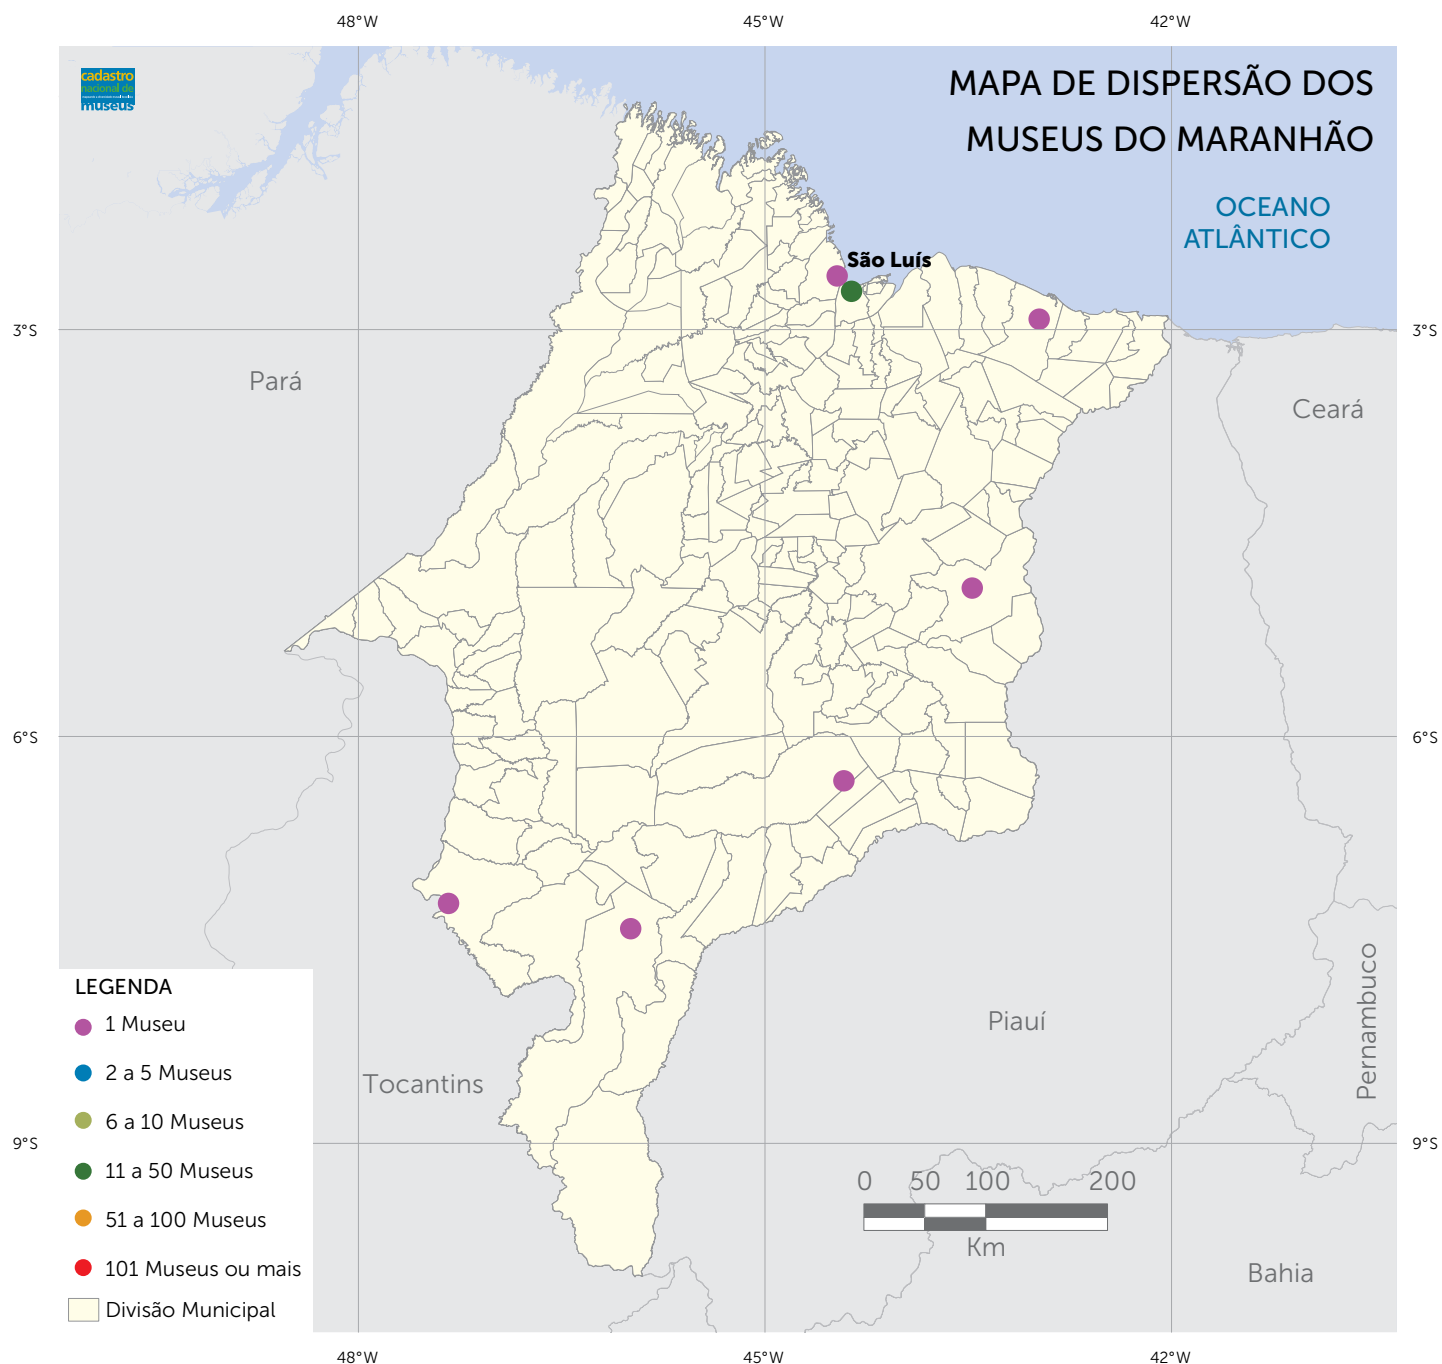 48°W
45°W
42°W
cadastro
nacional de
museus
MAPA DE DISPERSÃO DOS
MUSEUS DO MARANHÃO
OCEANO
ATLÂNTICO
São Luís
3°S
3°S
Pará
Ceará
6°S
6°S
Pernambuco
Piauí
Tocantins
LEGENDA
1 Museu
2 a 5 Museus
6 a 10 Museus
11 a 50 Museus
51 a 100 Museus
101 Museus ou mais
Divisão Municipal
9°S
9°S
0 50 100 200
Km
Bahia
48°W
45°W
42°W